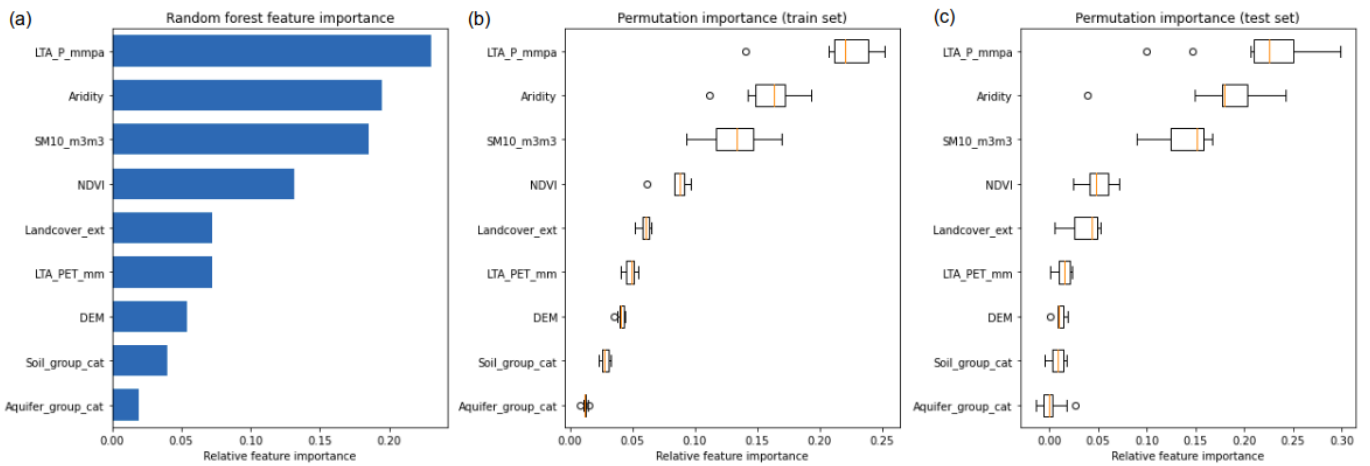 (a)
Random forest feature importance
LTA_P_mmpa
Aridity
SM10_m3m3
NDVI
Landcover_ext
LTA_PET_mm
DEM
Soil_group_cat
Aquifer_group_cat
0.00 0.05 0.10 0.15 0.20
Relative feature importance
(b)
Permutation importance (train set)
LTA_P_mmpa
Aridity
SM10_m3m3
NDVI
Landcover_ext
LTA_PET_mm
DEM
Soil_group_cat
Aquifer_group_cat
0.00 0.05 0.10 0.15 0.20 0.25
Relative feature importance
(c)
Permutation importance (test set)
LTA_P_mmpa
Aridity
SM10_m3m3
NDVI
Landcover_ext
LTA_PET_mm
DEM
Soil_group_cat
Aquifer_group_cat
0.00 0.05 0.10 0.15 0.20 0.25 0.30
Relative feature importance